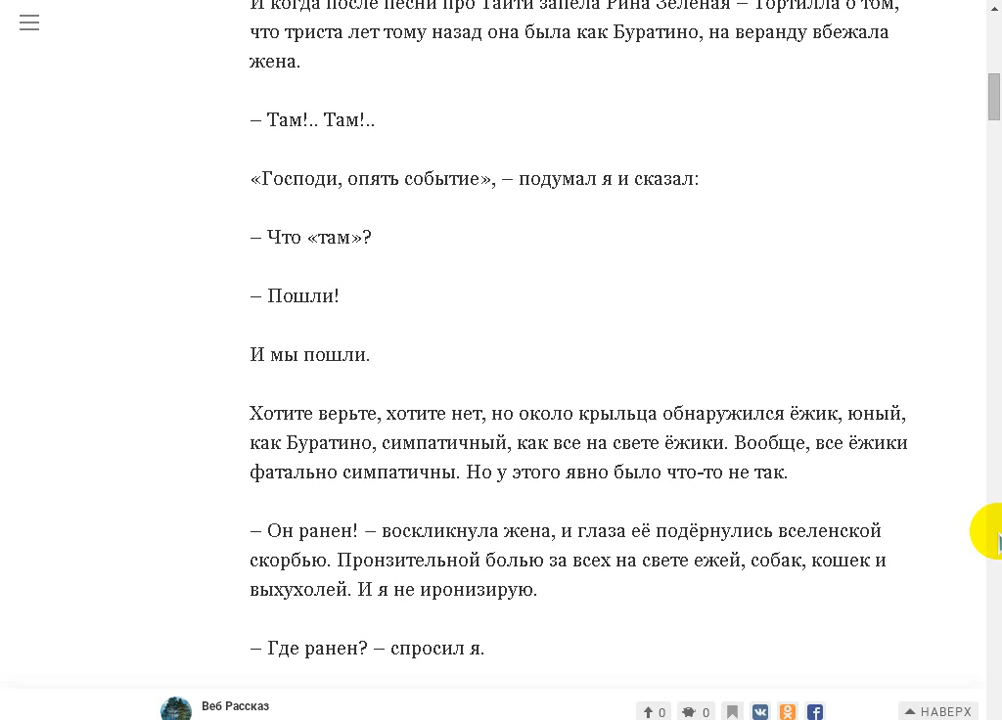 И когда после песни про Таити запела Рина Зелёная – Тортилла о том,
что триста лет тому назад она была как Буратино, на веранду вбежала
жена.
– Там!.. Там!..
«Господи, опять событие», – подумал я и сказал:
– Что «там»?
– Пошли!
И мы пошли.
Хотите верьте, хотите нет, но около крыльца обнаружился ёжик, юный,
как Буратино, симпатичный, как все на свете ёжики. Вообще, все ёжики
фатально симпатичны. Но у этого явно было что-то не так.
– Он ранен! – воскликнула жена, и глаза её подёрнулись вселенской
скорбью. Пронзительной болью за всех на свете ежей, собак, кошек и
выхухолей. И я не иронизирую.
– Где ранен? – спросил я.
Веб Рассказ
0
0
НАВЕРХ